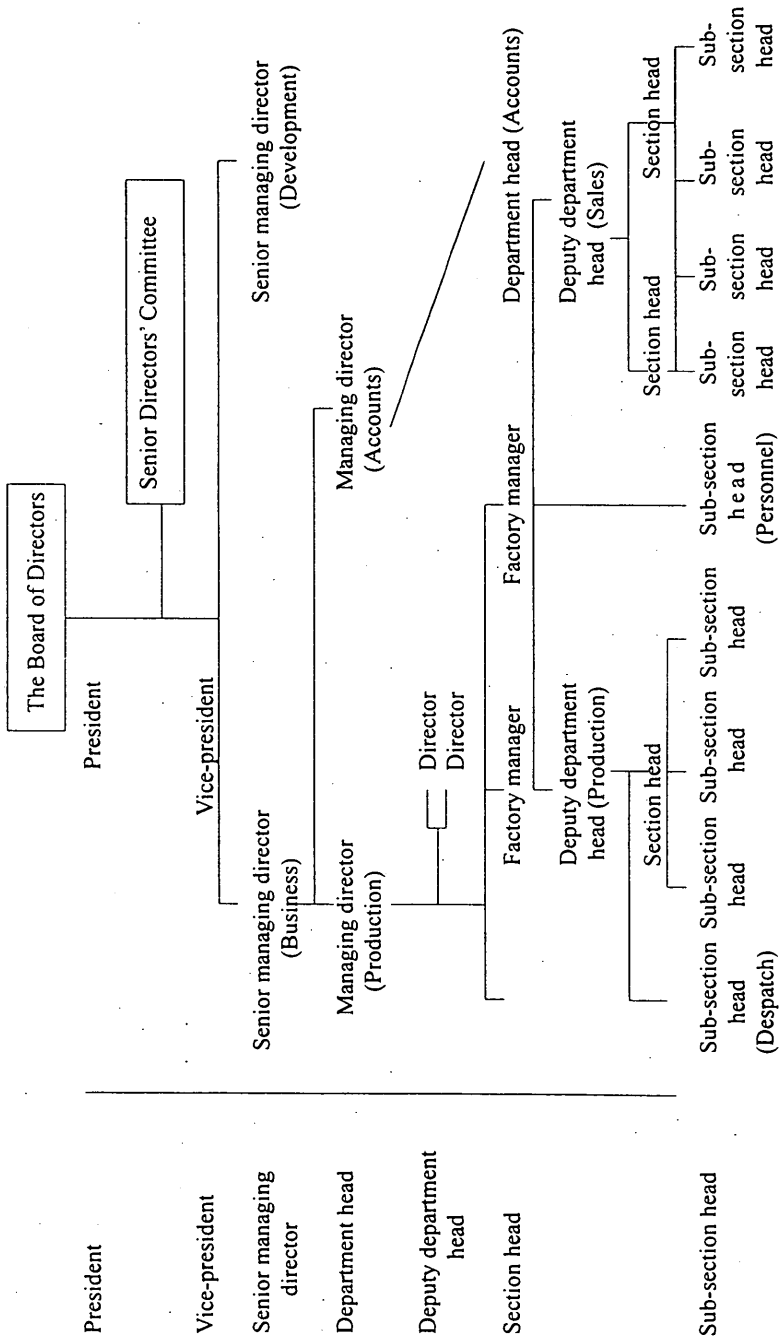 The Board of Directors
President
President
Senior Directors' Committee
Vice-president
Vice-president
Senior managing
director
Senior managing director
(Business)
Senior managing director
(Development)
Department head
Managing director
(Production)
Managing director
(Accounts)
Deputy department
head
Director
Director
Section head
Factory manager
Factory manager
Department head (Accounts)
Deputy department
head (Production)
Deputy department
head (Sales)
Section head
Section head
Section head
Sub-section head
Sub-section
head
(Despatch)
Sub-section
head
Sub-section
head
Sub-section
head
Sub-section
head
(Personnel)
Sub-
section
head
Sub-
section
head
Sub-
section
head
Sub-
section
head